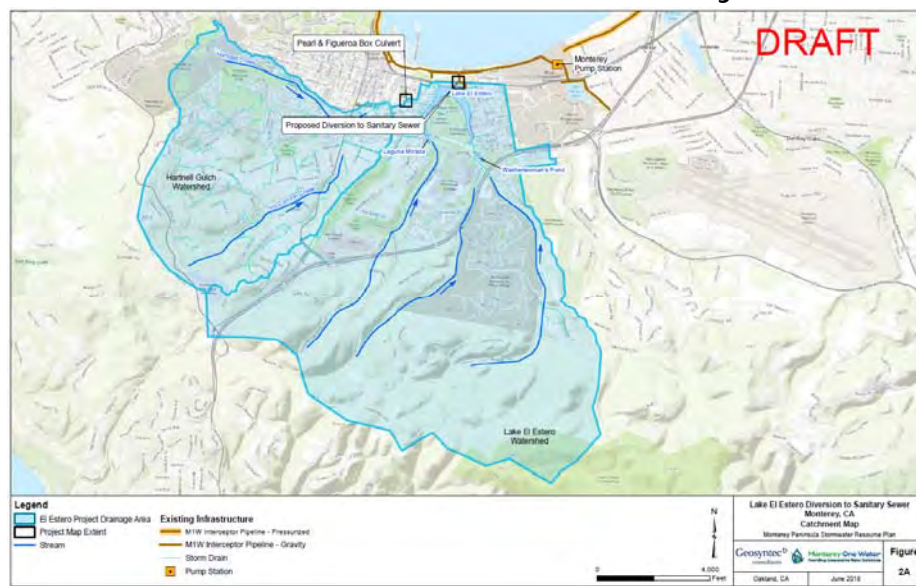 DRAFT
Pearl & Figueroa Box Culvert
Monterey
Pump Station
Lake El Estero
Proposed Diversion to Sanitary Sewer
Laguna Mirada
Washerwoman's Pond
Hartnell Gulch
Watershed
Lake El Estero
Watershed
Legend
El Estero Project Drainage Area
Project Map Extent
Stream
Existing Infrastructure
M1W Interceptor Pipeline - Pressurized
M1W Interceptor Pipeline - Gravity
Storm Drain
Pump Station
N
0 4,000
Feet
Lake El Estero Diversion to Sanitary Sewer
Monterey, CA
Catchment Map
Monterey Peninsula Stormwater Resource Plan
Geosyntec
consultants
Monterey One Water
Providing Cooperative Water Solutions
Figure
2A
Oakland, CA
June 2018